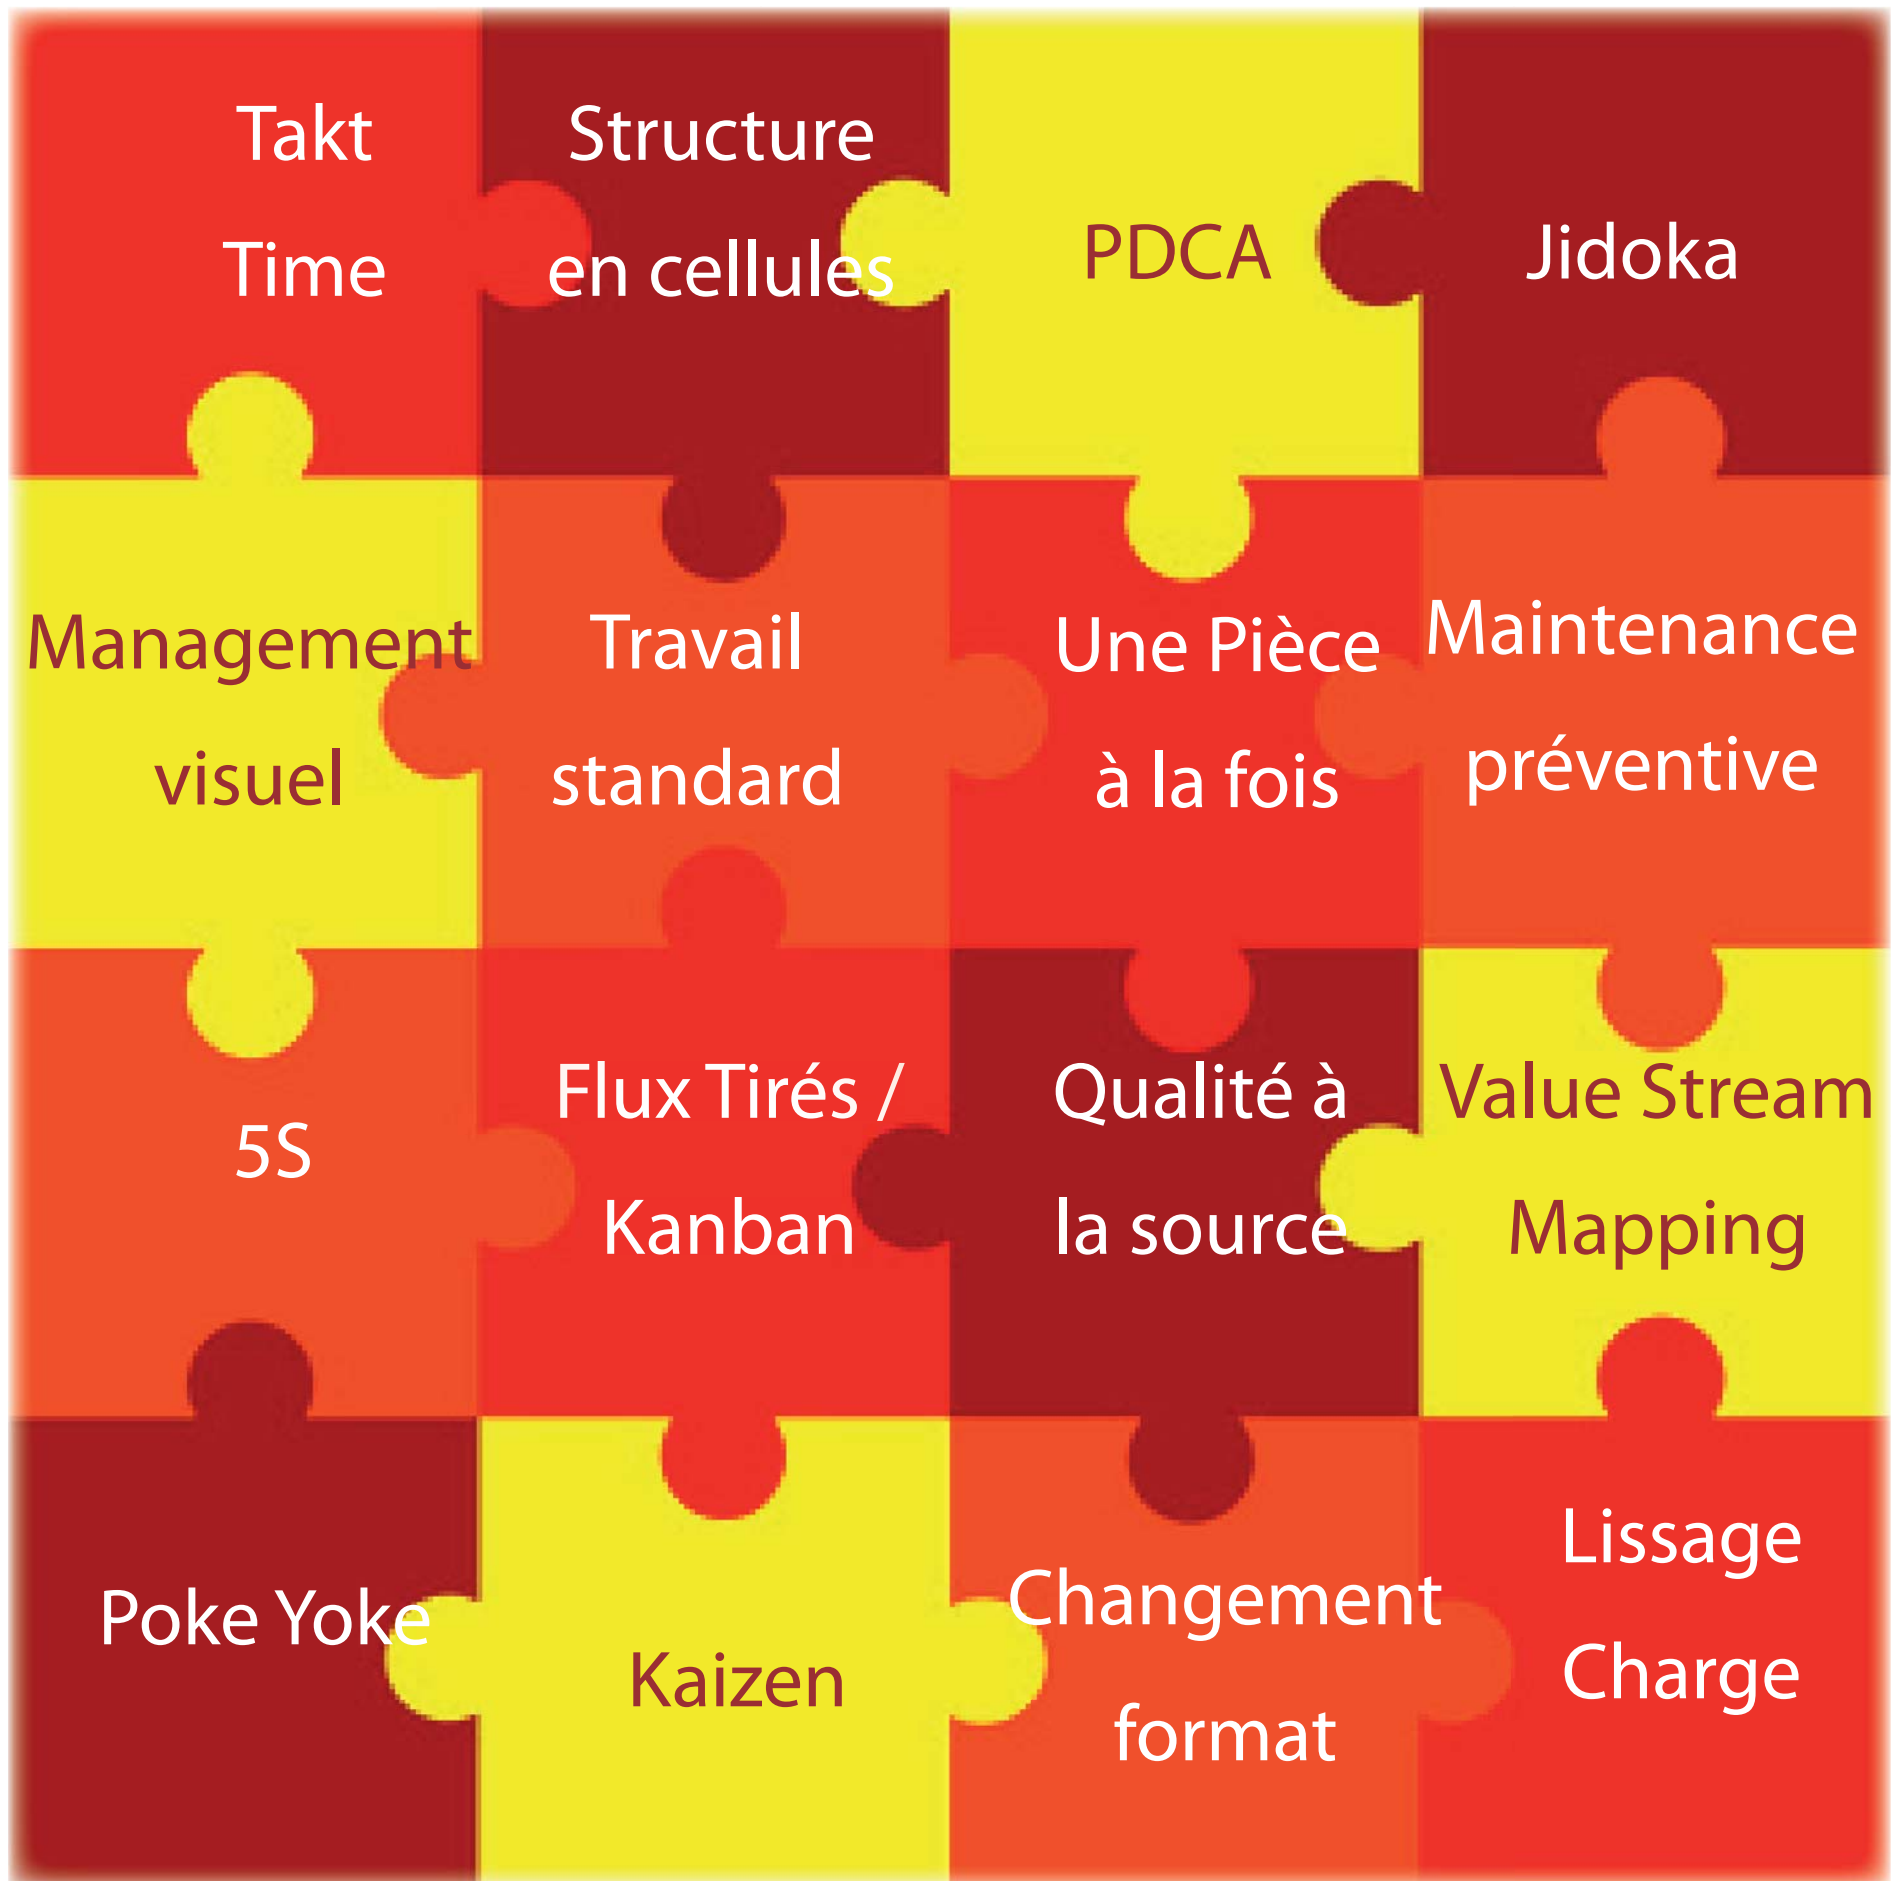 Takt
Time
Structure
en cellules
PDCA
Jidoka
Management
visuel
Travail
standard
Une Pièce
à la fois
Maintenance
préventive
5S
Flux Tirés /
Kanban
Qualité à
la source
Value Stream
Mapping
Poke Yoke
Kaizen
Changement
format
Lissage
Charge